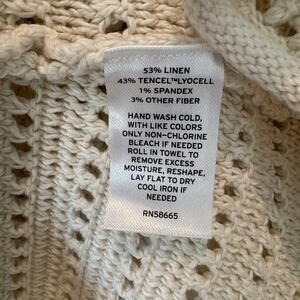 53% LINEN
43% TENCEL™LYOCELL
1% SPANDEX
3% OTHER FIBER
HAND WASH COLD,
WITH LIKE COLORS
ONLY NON-CHLORINE
BLEACH IF NEEDED
ROLL IN TOWEL TO
REMOVE EXCESS
MOISTURE, RESHAPE,
LAY FLAT TO DRY
COOL IRON IF
NEEDED
RN58665